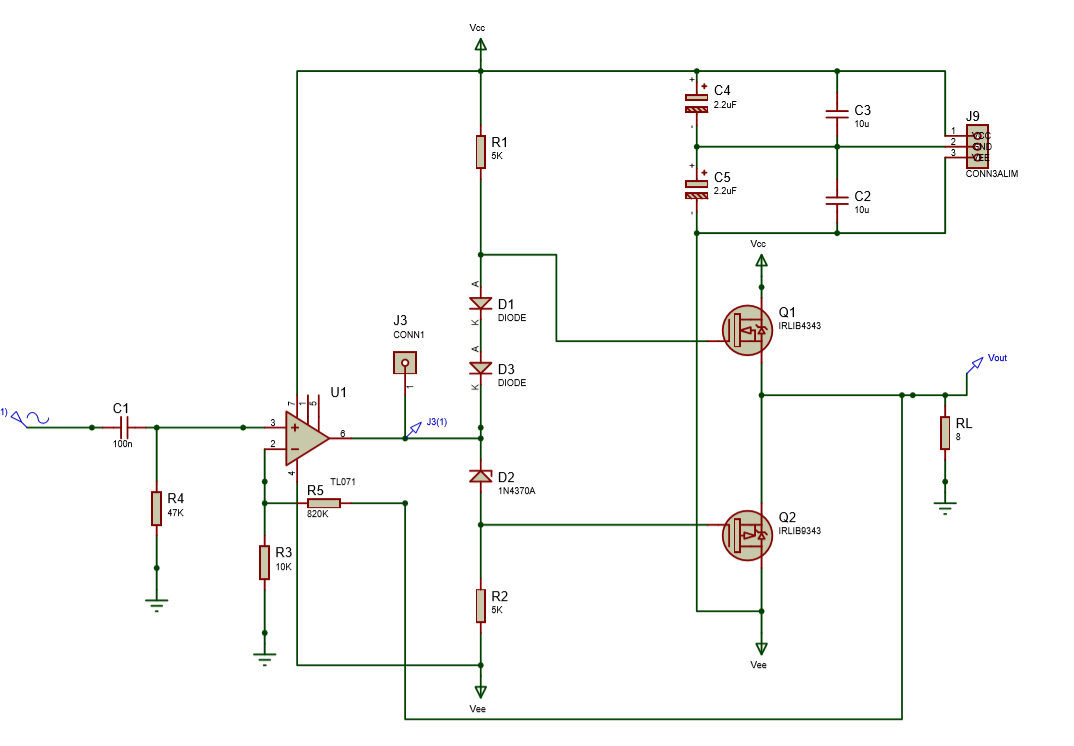 Vcc
C4
2.2uF
C3
10u
J9
1
VCC
2
GND
3
VEE
CONN3ALIM
R1
5K
C5
2.2uF
C2
10u
Vcc
A
D1
DIODE
K
Q1
IRLIB4343
J3
CONN1
1
A
D3
DIODE
K
Vout
U1
7
1
5
1)
C1
100n
3
2
6
4
TL071
J3(1)
RL
8
D2
1N4370A
R5
820K
R4
47K
Q2
IRLIB9343
R3
10K
R2
5K
Vee
Vee